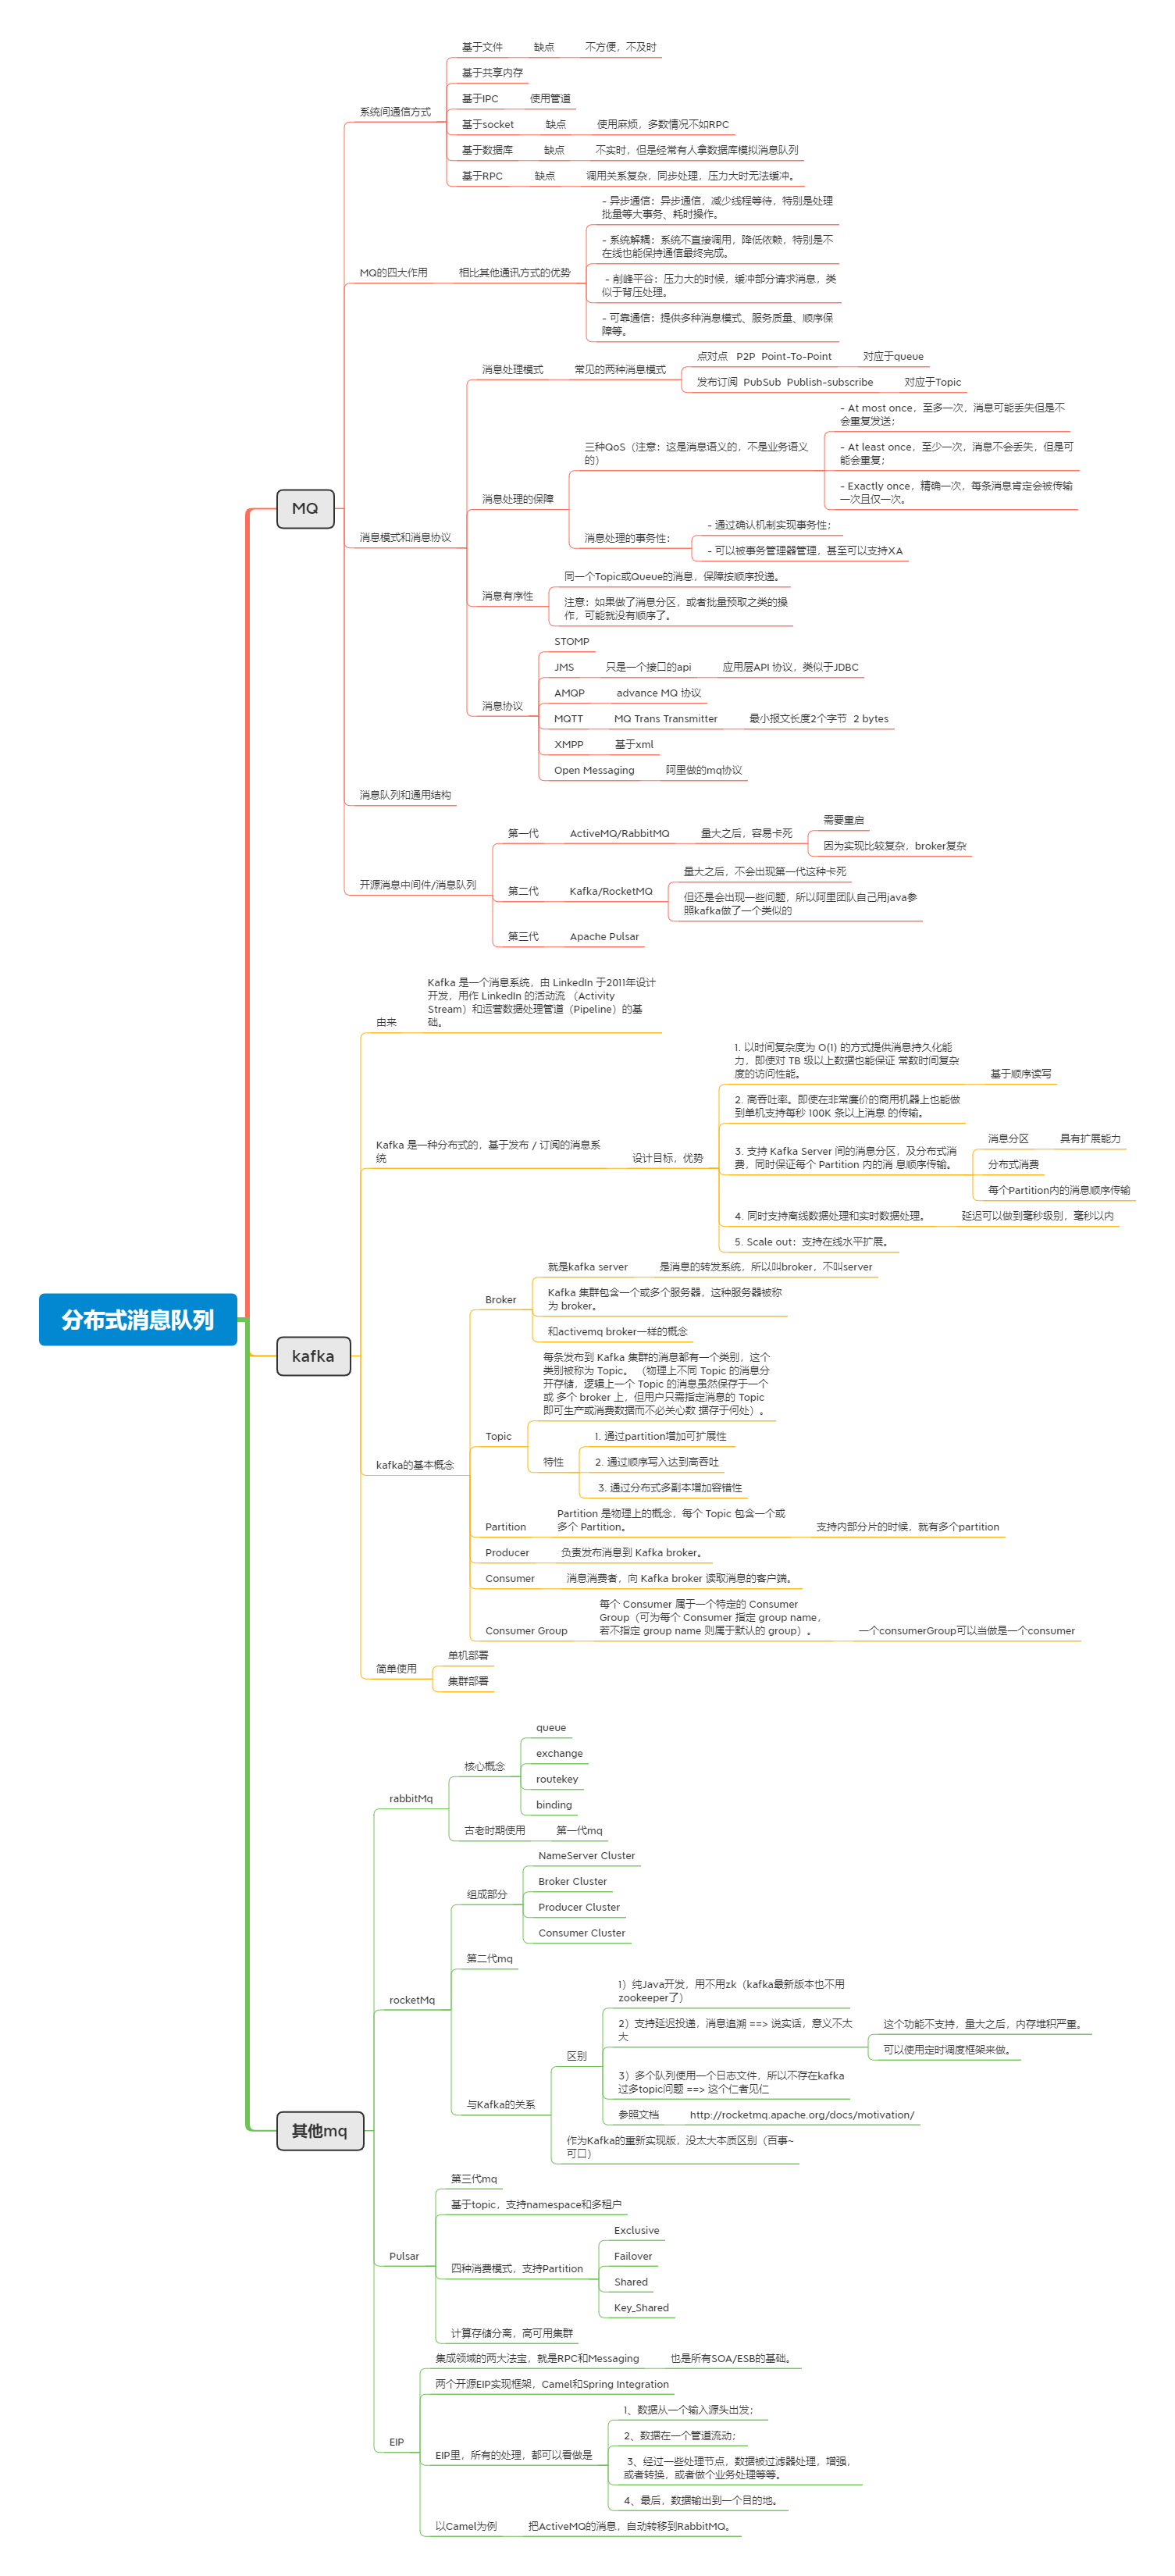 分布式消息队列
MQ
系统间通信方式
基于文件
缺点
不方便，不及时
基于共享内存
基于IPC
使用管道
基于socket
缺点
使用麻烦，多数情况不如RPC
基于数据库
缺点
不实时，但是经常有人拿数据库模拟消息队列
基于RPC
缺点
调用关系复杂，同步处理，压力大时无法缓冲。
MQ的四大作用
相比其他通讯方式的优势
- 异步通信：异步通信，减少线程等待，特别是处理
批量等大事务、耗时操作。
- 系统解耦：系统不直接调用，降低依赖，特别是不
在线也能保持通信最终完成。
- 削峰平谷：压力大的时候，缓冲部分请求消息，类
似于背压处理。
- 可靠通信：提供多种消息模式、服务质量、顺序保
障等。
消息模式和消息协议
消息处理模式
常见的两种消息模式
点对点 P2P Point-To-Point
对应于queue
发布订阅 PubSub Publish-subscribe
对应于Topic
消息处理的保障
三种QoS（注意：这是消息语义的，不是业务语义
的）
- At most once，至多一次，消息可能丢失但是不
会重复发送；
- At least once，至少一次，消息不会丢失，但是可
能会重复；
- Exactly once，精确一次，每条消息肯定会被传输
一次且仅一次。
消息处理的事务性：
- 通过确认机制实现事务性；
- 可以被事务管理器管理，甚至可以支持XA
消息有序性
同一个Topic或Queue的消息，保障按顺序投递。
注意：如果做了消息分区，或者批量预取之类的操
作，可能就没有顺序了。
消息协议
STOMP
JMS
只是一个接口的api
应用层API 协议，类似于JDBC
AMQP
advance MQ 协议
MQTT
MQ Trans Transmitter
最小报文长度2个字节 2 bytes
XMPP
基于xml
Open Messaging
阿里做的mq协议
消息队列和通用结构
开源消息中间件/消息队列
第一代
ActiveMQ/RabbitMQ
量大之后，容易卡死
需要重启
因为实现比较复杂，broker复杂
第二代
Kafka/RocketMQ
量大之后，不会出现第一代这种卡死
但还是会出现一些问题，所以阿里团队自己用java参
照kafka做了一个类似的
第三代
Apache Pulsar
kafka
由来
Kafka 是一个消息系统，由 LinkedIn 于2011年设计
开发，用作 LinkedIn 的活动流 （Activity
Stream）和运营数据处理管道（Pipeline）的基
础。
Kafka 是一种分布式的，基于发布 / 订阅的消息系
统
设计目标，优势
1. 以时间复杂度为 O(1) 的方式提供消息持久化能
力，即使对 TB 级以上数据也能保证 常数时间复杂
度的访问性能。
基于顺序读写
2. 高吞吐率。即使在非常廉价的商用机器上也能做
到单机支持每秒 100K 条以上消息 的传输。
3. 支持 Kafka Server 间的消息分区，及分布式消
费，同时保证每个 Partition 内的消 息顺序传输。
消息分区
具有扩展能力
分布式消费
每个Partition内的消息顺序传输
4. 同时支持离线数据处理和实时数据处理。
延迟可以做到毫秒级别，毫秒以内
5. Scale out：支持在线水平扩展。
kafka的基本概念
Broker
就是kafka server
是消息的转发系统，所以叫broker，不叫server
Kafka 集群包含一个或多个服务器，这种服务器被称
为 broker。
和activemq broker一样的概念
Topic
每条发布到 Kafka 集群的消息都有一个类别，这个
类别被称为 Topic。 （物理上不同 Topic 的消息分
开存储，逻辑上一个 Topic 的消息虽然保存于一个
或 多个 broker 上，但用户只需指定消息的 Topic
即可生产或消费数据而不必关心数 据存于何处）。
特性
1. 通过partition增加可扩展性
2. 通过顺序写入达到高吞吐
3. 通过分布式多副本增加容错性
Partition
Partition 是物理上的概念，每个 Topic 包含一个或
多个 Partition。
支持内部分片的时候，就有多个partition
Producer
负责发布消息到 Kafka broker。
Consumer
消息消费者，向 Kafka broker 读取消息的客户端。
Consumer Group
每个 Consumer 属于一个特定的 Consumer
Group（可为每个 Consumer 指定 group name，
若不指定 group name 则属于默认的 group）。
一个consumerGroup可以当做是一个consumer
简单使用
单机部署
集群部署
其他mq
rabbitMq
核心概念
queue
exchange
routekey
binding
古老时期使用
第一代mq
rocketMq
组成部分
NameServer Cluster
Broker Cluster
Producer Cluster
Consumer Cluster
第二代mq
与Kafka的关系
区别
1）纯Java开发，用不用zk（kafka最新版本也不用
zookeeper了）
2）支持延迟投递，消息追溯 ==> 说实话，意义不太
大
这个功能不支持，量大之后，内存堆积严重。
可以使用定时调度框架来做。
3）多个队列使用一个日志文件，所以不存在kafka
过多topic问题 ==> 这个仁者见仁
参照文档
http://rocketmq.apache.org/docs/motivation/
作为Kafka的重新实现版，没太大本质区别（百事~
可口）
Pulsar
第三代mq
基于topic，支持namespace和多租户
四种消费模式，支持Partition
Exclusive
Failover
Shared
Key_Shared
计算存储分离，高可用集群
EIP
集成领域的两大法宝，就是RPC和Messaging
也是所有SOA/ESB的基础。
两个开源EIP实现框架，Camel和Spring Integration
EIP里，所有的处理，都可以看做是
1、数据从一个输入源头出发；
2、数据在一个管道流动；
3、经过一些处理节点，数据被过滤器处理，增强，
或者转换，或者做个业务处理等等。
4、最后，数据输出到一个目的地。
以Camel为例
把ActiveMQ的消息，自动转移到RabbitMQ。